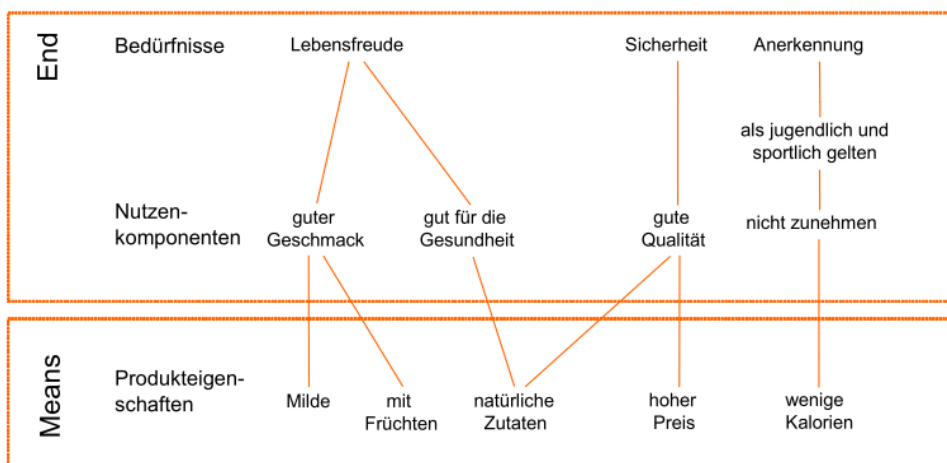 End
Bedürfnisse
Lebensfreude
Sicherheit
Anerkennung
als jugendlich und
sportlich gelten
Nutzen-
komponenten
guter
Geschmack
gut für die
Gesundheit
gute
Qualität
nicht zunehmen
Means
Produkteigen-
schaften
Milde
mit
Früchten
natürliche
Zutaten
hoher
Preis
wenige
Kalorien